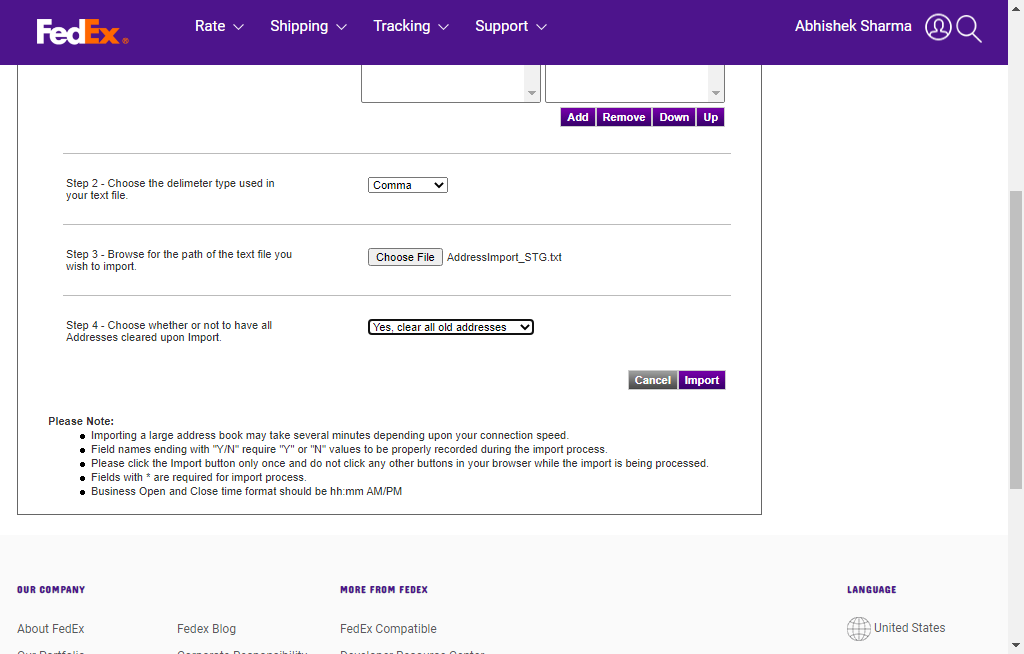 FedEx®
Rate
Shipping
Tracking
Support
Abhishek Sharma
Add
Remove
Down
Up
Step 2 - Choose the delimeter type used in
your text file.
Comma
Step 3 - Browse for the path of the text file you
wish to import.
Choose File
AddressImport_STG.txt
Step 4 - Choose whether or not to have all
Addresses cleared upon Import.
Yes, clear all old addresses
Cancel
Import
Please Note:
Importing a large address book may take several minutes depending upon your connection speed.
Field names ending with "Y/N" require "Y" or "N" values to be properly recorded during the import process.
Please click the Import button only once and do not click any other buttons in your browser while the import is being processed.
Fields with * are required for import process.
Business Open and Close time format should be hh:mm AM/PM
OUR COMPANY
MORE FROM FEDEX
LANGUAGE
About FedEx
Fedex Blog
FedEx Compatible
United States
Our Portfolio
Corporate Responsibility
Developer Resource Center